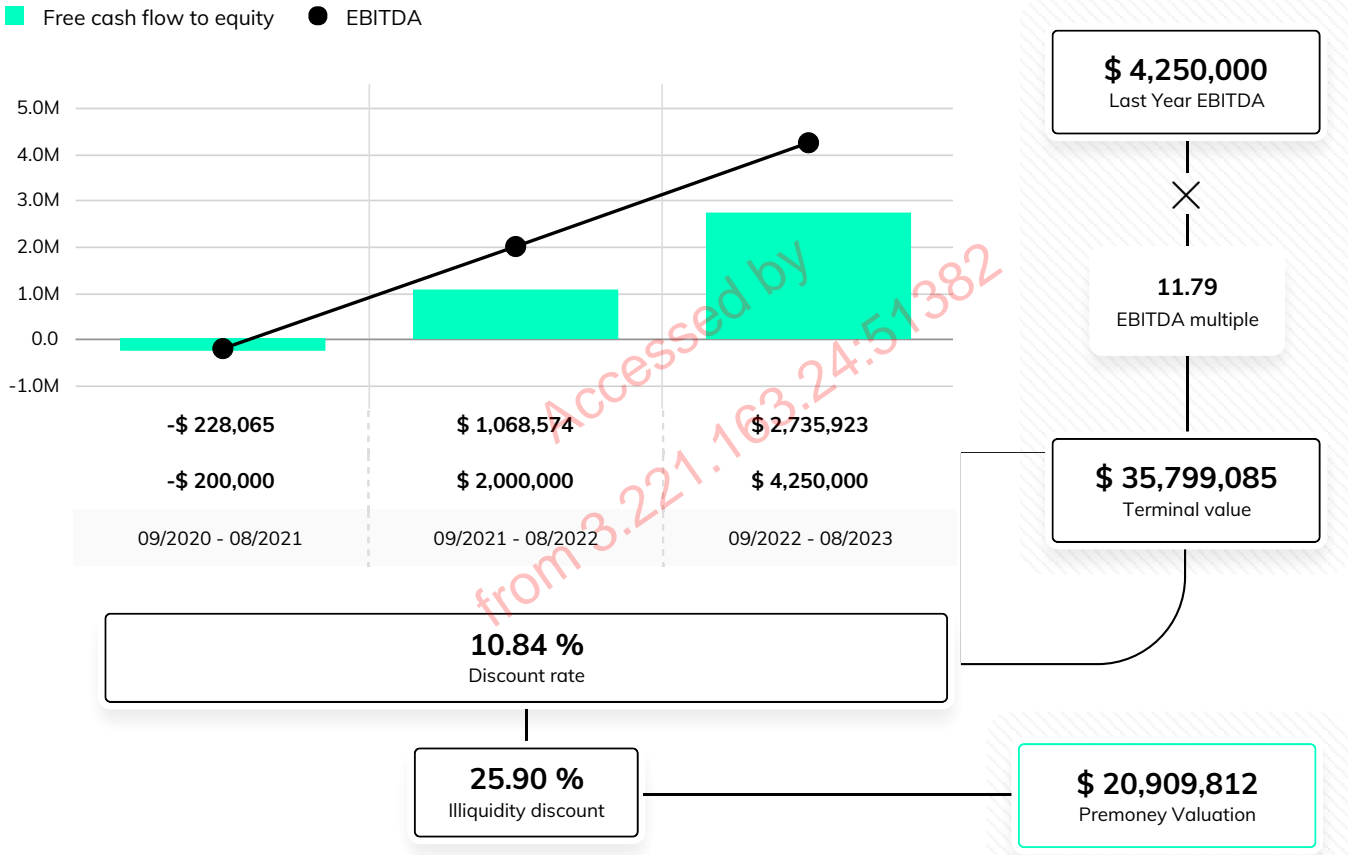 Free cash flow to equity EBITDA
5.0M
4.0M
3.0M
2.0M
1.0M
0.0
-1.0M
-$ 228,065 $ 1,068,574 $ 2,735,923
-$ 200,000 $ 2,000,000 $ 4,250,000
09/2020 - 08/2021 09/2021 - 08/2022 09/2022 - 08/2023
$ 4,250,000
Last Year EBITDA
11.79
EBITDA multiple
$ 35,799,085
Terminal value
10.84 %
Discount rate
25.90 %
Illiquidity discount
$ 20,909,812
Premoney Valuation
Accessed by
from 3.221.163.24:51382